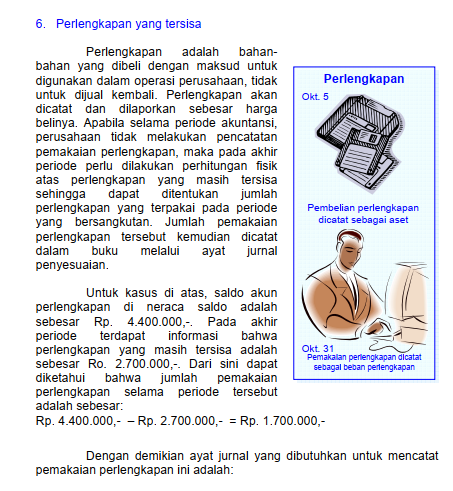 6. Perlengkapan yang tersisa
Perlengkapan adalah bahan-
bahan yang dibeli dengan maksud untuk
digunakan dalam operasi perusahaan, tidak
untuk dijual kembali. Perlengkapan akan
dicatat dan dilaporkan sebesar harga
belinya. Apabila selama periode akuntansi,
perusahaan tidak melakukan pencatatan
pemakaian perlengkapan, maka pada akhir
periode perlu dilakukan perhitungan fisik
atas perlengkapan yang masih tersisa
sehingga dapat ditentukan jumlah
perlengkapan yang terpakai pada periode
yang bersangkutan. Jumlah pemakaian
perlengkapan tersebut kemudian dicatat
dalam buku melalui ayat jurnal
penyesuaian.
Untuk kasus di atas, saldo akun
perlengkapan di neraca saldo adalah
sebesar Rp. 4.400.000,-. Pada akhir
periode terdapat informasi bahwa
perlengkapan yang masih tersisa adalah
sebesar Ro. 2.700.000,-. Dari sini dapat
diketahui bahwa jumlah pemakaian
perlengkapan selama periode tersebut
adalah sebesar:
Rp. 4.400.000,- – Rp. 2.700.000,- = Rp. 1.700.000,-
Perlengkapan
Okt. 5
Pembelian perlengkapan
dicatat sebagai aset
Okt. 31
Pemakaian perlengkapan dicatat
sebagai beban perlengkapan
Dengan demikian ayat jurnal yang dibutuhkan untuk mencatat
pemakaian perlengkapan ini adalah: